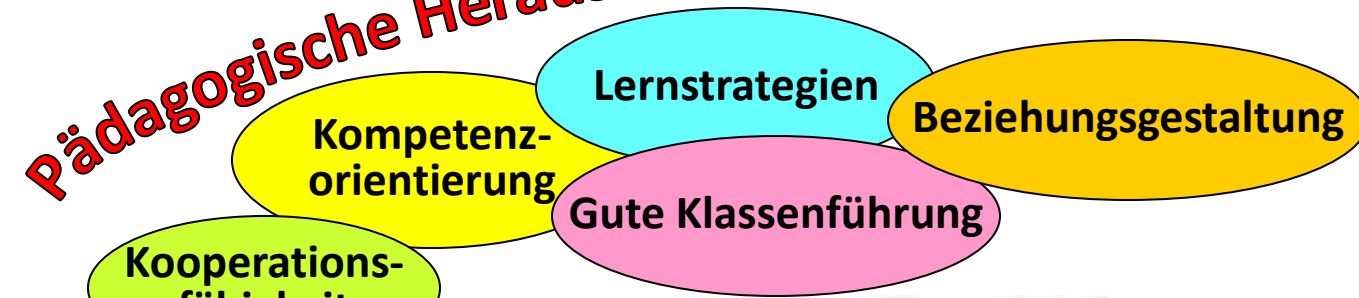 Pädagogische
Lernstrategien
Beziehungsgestaltung
Kompetenz-
orientierung
Gute Klassenführung
Kooperations-